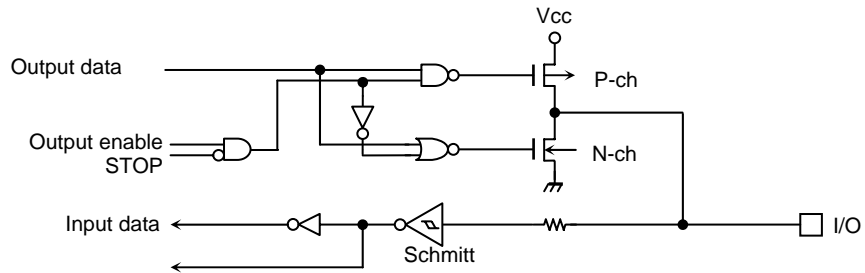 Vcc
Output data
P-ch
Output enable
STOP
N-ch
Input data
I/O
Schmitt